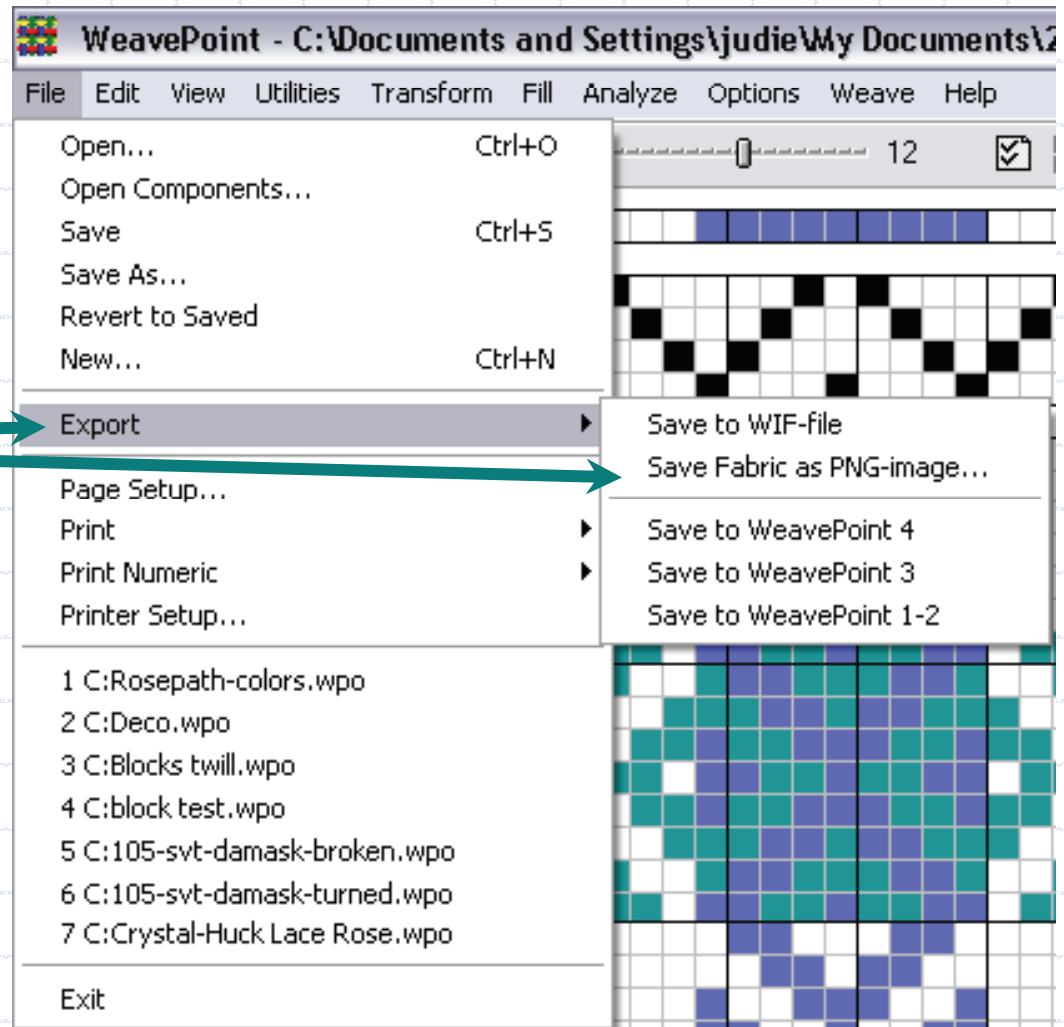 WeavePoint - C:\Documents and Settings\judie\My Documents\2
File Edit View Utilities Transform Fill Analyze Options Weave Help
12
Open... Ctrl+O
Open Components...
Save Ctrl+S
Save As...
Revert to Saved
New... Ctrl+N
Export
Page Setup...
Print
Print Numeric
Printer Setup...
1 C:Rosepath-colors.wpo
2 C:Deco.wpo
3 C:Blocks twill.wpo
4 C:block test.wpo
5 C:105-svt-damask-broken.wpo
6 C:105-svt-damask-turned.wpo
7 C:Crystal-Huck Lace Rose.wpo
Exit
Save to WIF-file
Save Fabric as PNG-image...
Save to WeavePoint 4
Save to WeavePoint 3
Save to WeavePoint 1-2